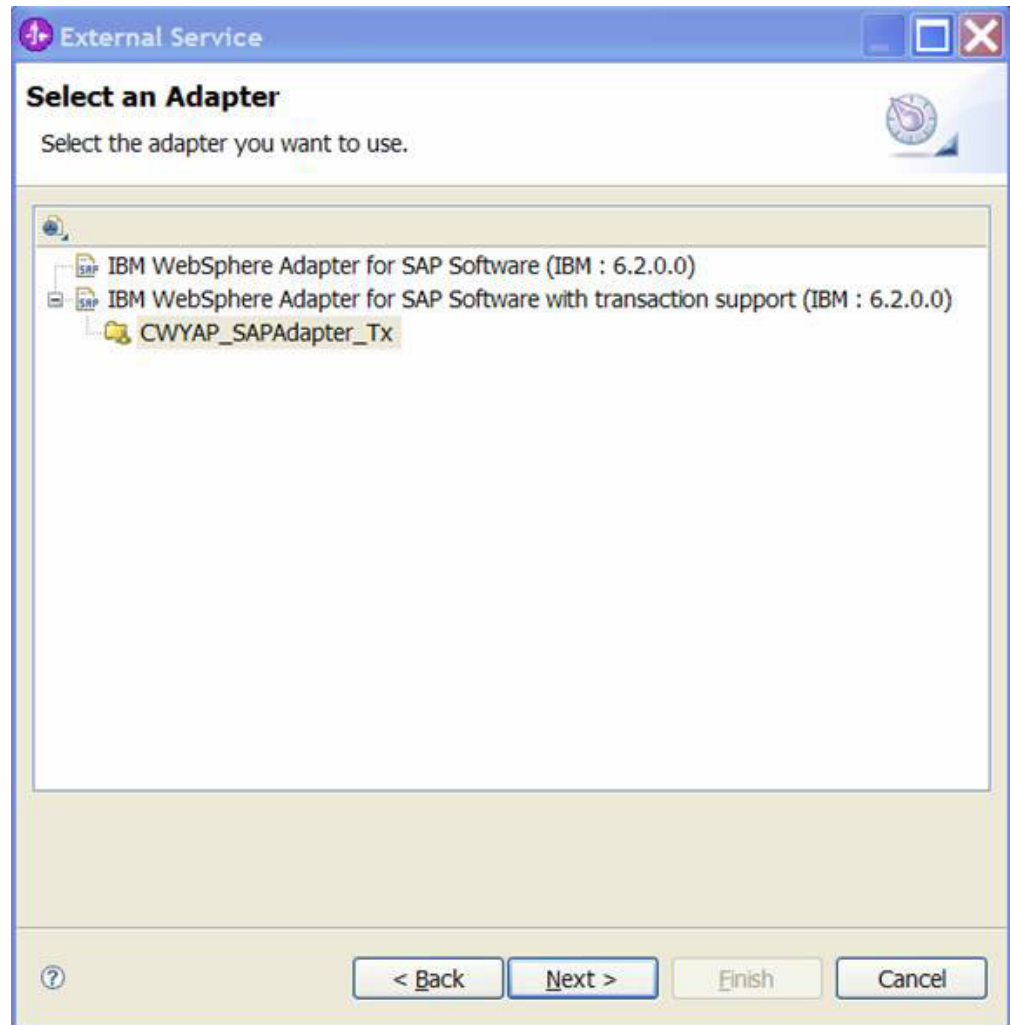 External Service
Select an Adapter
Select the adapter you want to use.
SAP IBM WebSphere Adapter for SAP Software (IBM : 6.2.0.0)
SAP IBM WebSphere Adapter for SAP Software with transaction support (IBM : 6.2.0.0)
CWYAP_SAPAdapter_Tx
? < Back Next > Finish Cancel